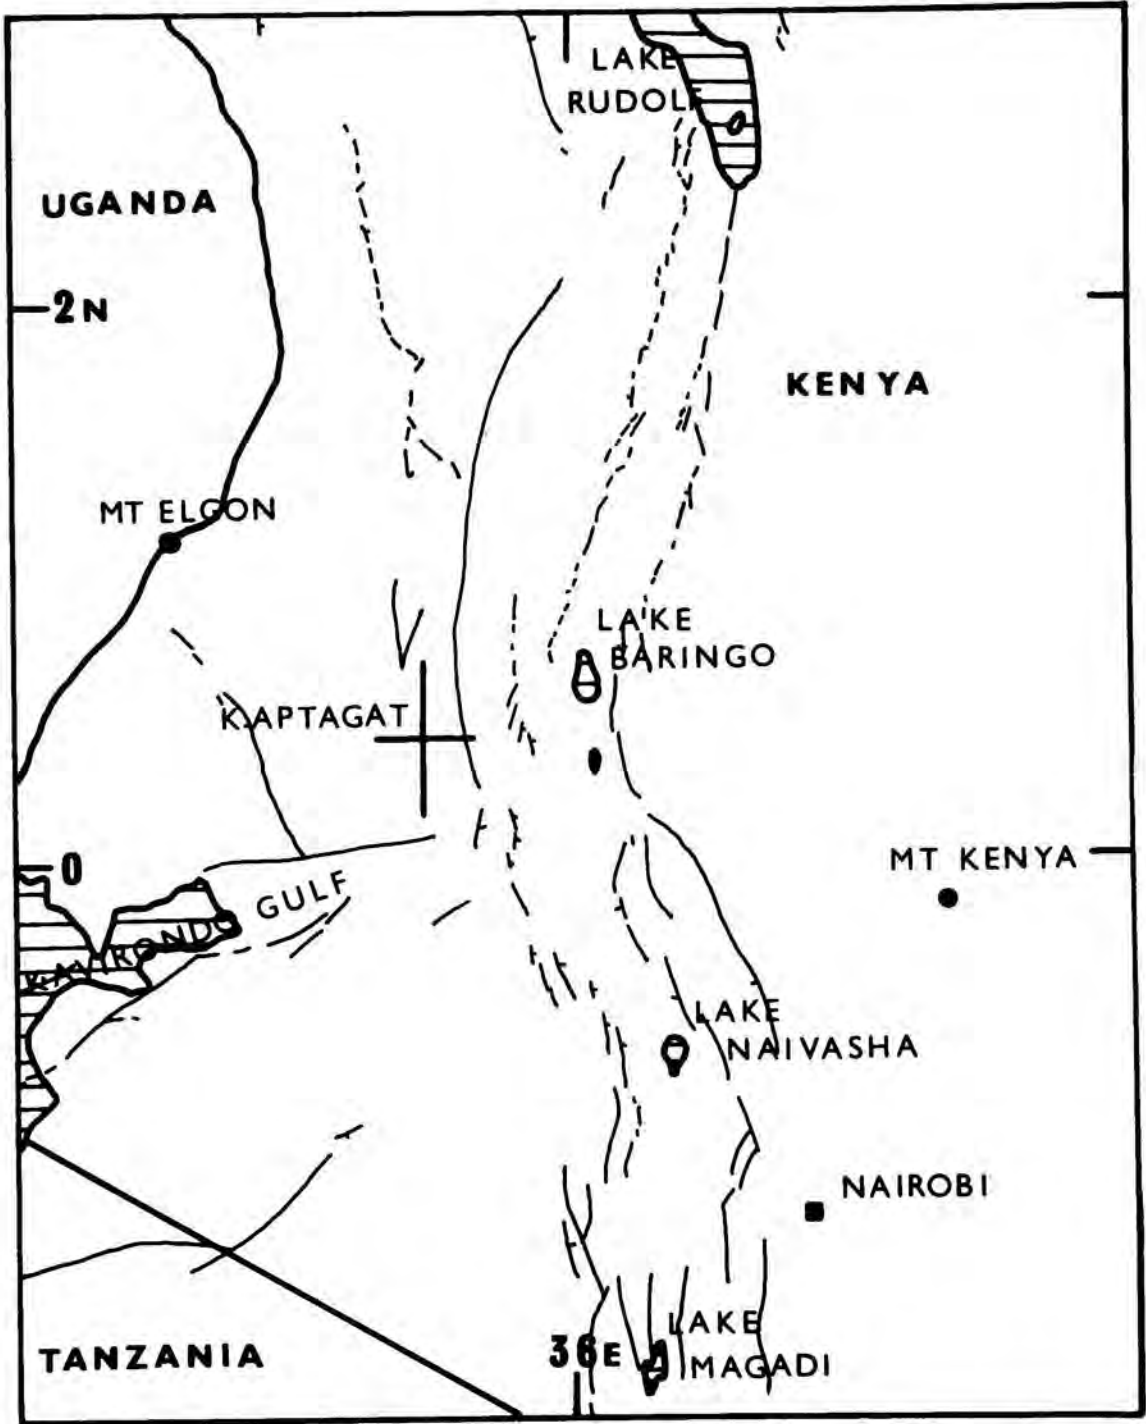 LAKE
RUDOLF
UGANDA
2N
KENYA
MT ELGON
LAKE
BARINGO
KAPTAGAT
MT KENYA
0
GULF
KAVIRONDO
LAKE
NAIVASHA
NAIROBI
LAKE
36E
MAGADI
TANZANIA